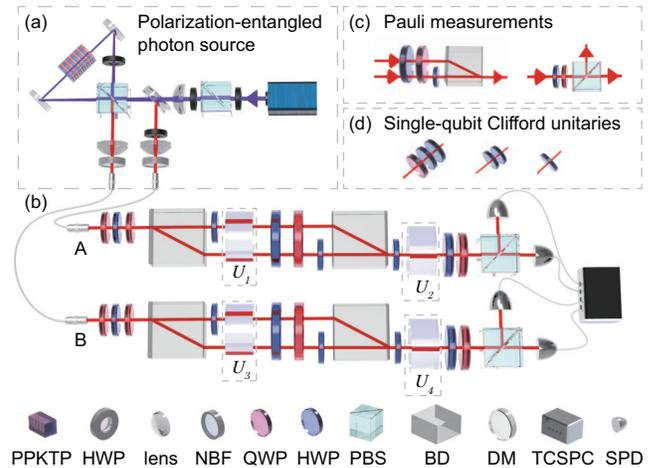 (a) Polarization-entangled
photon source
(c) Pauli measurements
(d) Single-qubit Clifford unitaries
(b)
A
U1
U2
B
U3
U4
PPKTP HWP lens NBF QWP HWP PBS BD DM TCSPC SPD